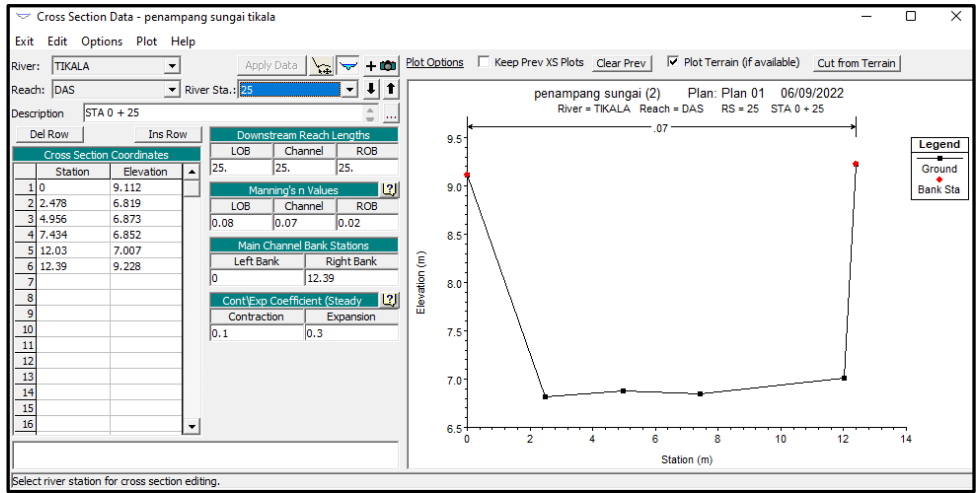 Cross Section Data - penampang sungai tikala
Exit Edit Options Plot Help
River: TIKALA Apply Data
Reach: DAS River Sta.: 25
Description STA 0 + 25 ...
Del Row Ins Row
Cross Section Coordinates
Station Elevation
1 0 9.112
2 2.478 6.819
3 4.956 6.873
4 7.434 6.852
5 12.03 7.007
6 12.39 9.228
7
8
9
10
11
12
13
14
15
16
Downstream Reach Lengths
LOB Channel ROB
25. 25. 25.
Manning's n Values
LOB Channel ROB
0.08 0.07 0.02
Main Channel Bank Stations
Left Bank Right Bank
0 12.39
Cont\Exp Coefficient (Steady
Contraction Expansion
0.1 0.3
Plot Options Keep Prev XS Plots Clear Prev Plot Terrain (if available) Cut from Terrain
penampang sungai (2) Plan: Plan 01 06/09/2022
River = TIKALA Reach = DAS RS = 25 STA 0 + 25
.07
9.5
9.0
8.5
8.0
7.5
7.0
6.5
Elevation (m)
0 2 4 6 8 10 12 14
Station (m)
Legend
Ground
Bank Sta
Select river station for cross section editing.